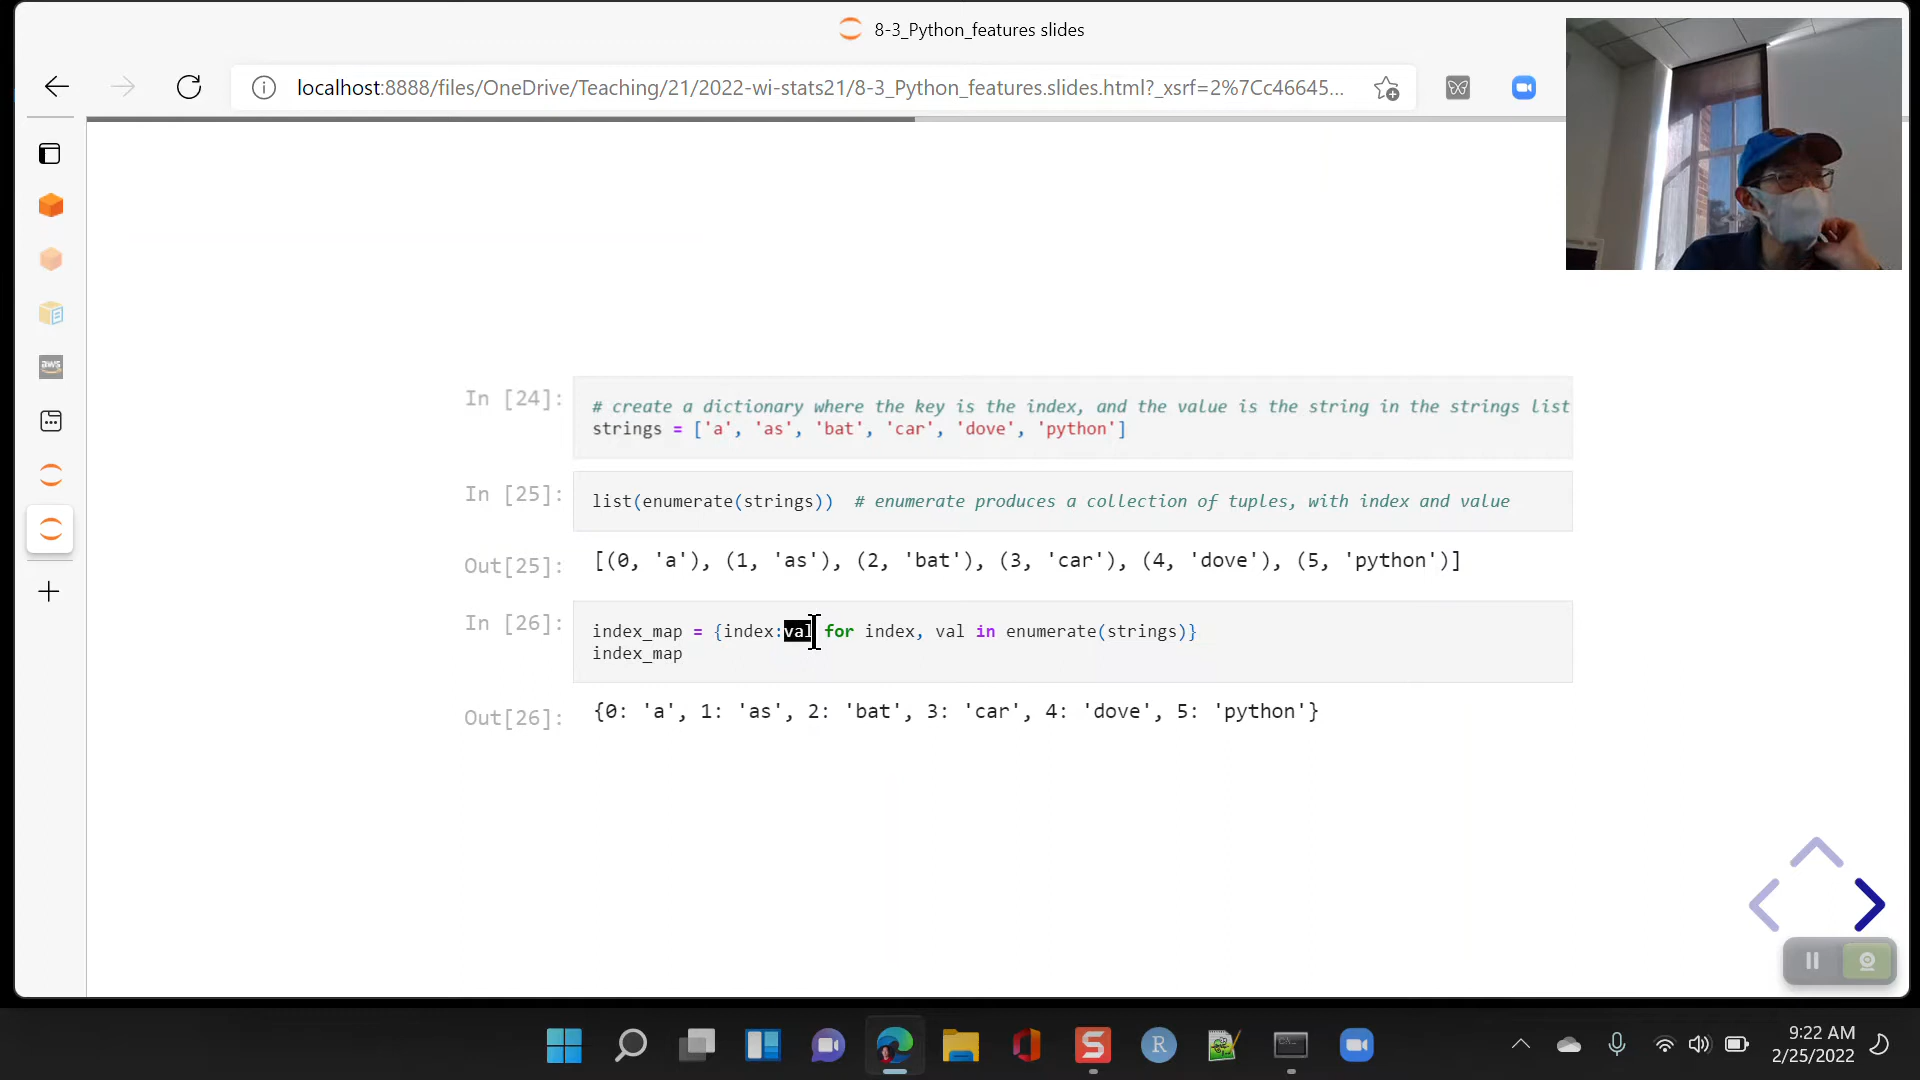 8-3_Python_features slides
localhost:8888/files/OneDrive/Teaching/21/2022-wi-stats21/8-3_Python_features.slides.html?_xsrf=2%7Cc46645...
aws
In [24]:
# create a dictionary where the key is the index, and the value is the string in the strings list
strings = ['a', 'as', 'bat', 'car', 'dove', 'python']
In [25]:
list(enumerate(strings))  # enumerate produces a collection of tuples, with index and value
Out[25]:
[(0, 'a'), (1, 'as'), (2, 'bat'), (3, 'car'), (4, 'dove'), (5, 'python')]
In [26]:
index_map = {index:val for index, val in enumerate(strings)}
index_map
Out[26]:
{0: 'a', 1: 'as', 2: 'bat', 3: 'car', 4: 'dove', 5: 'python'}
S
R
9:22 AM
2/25/2022